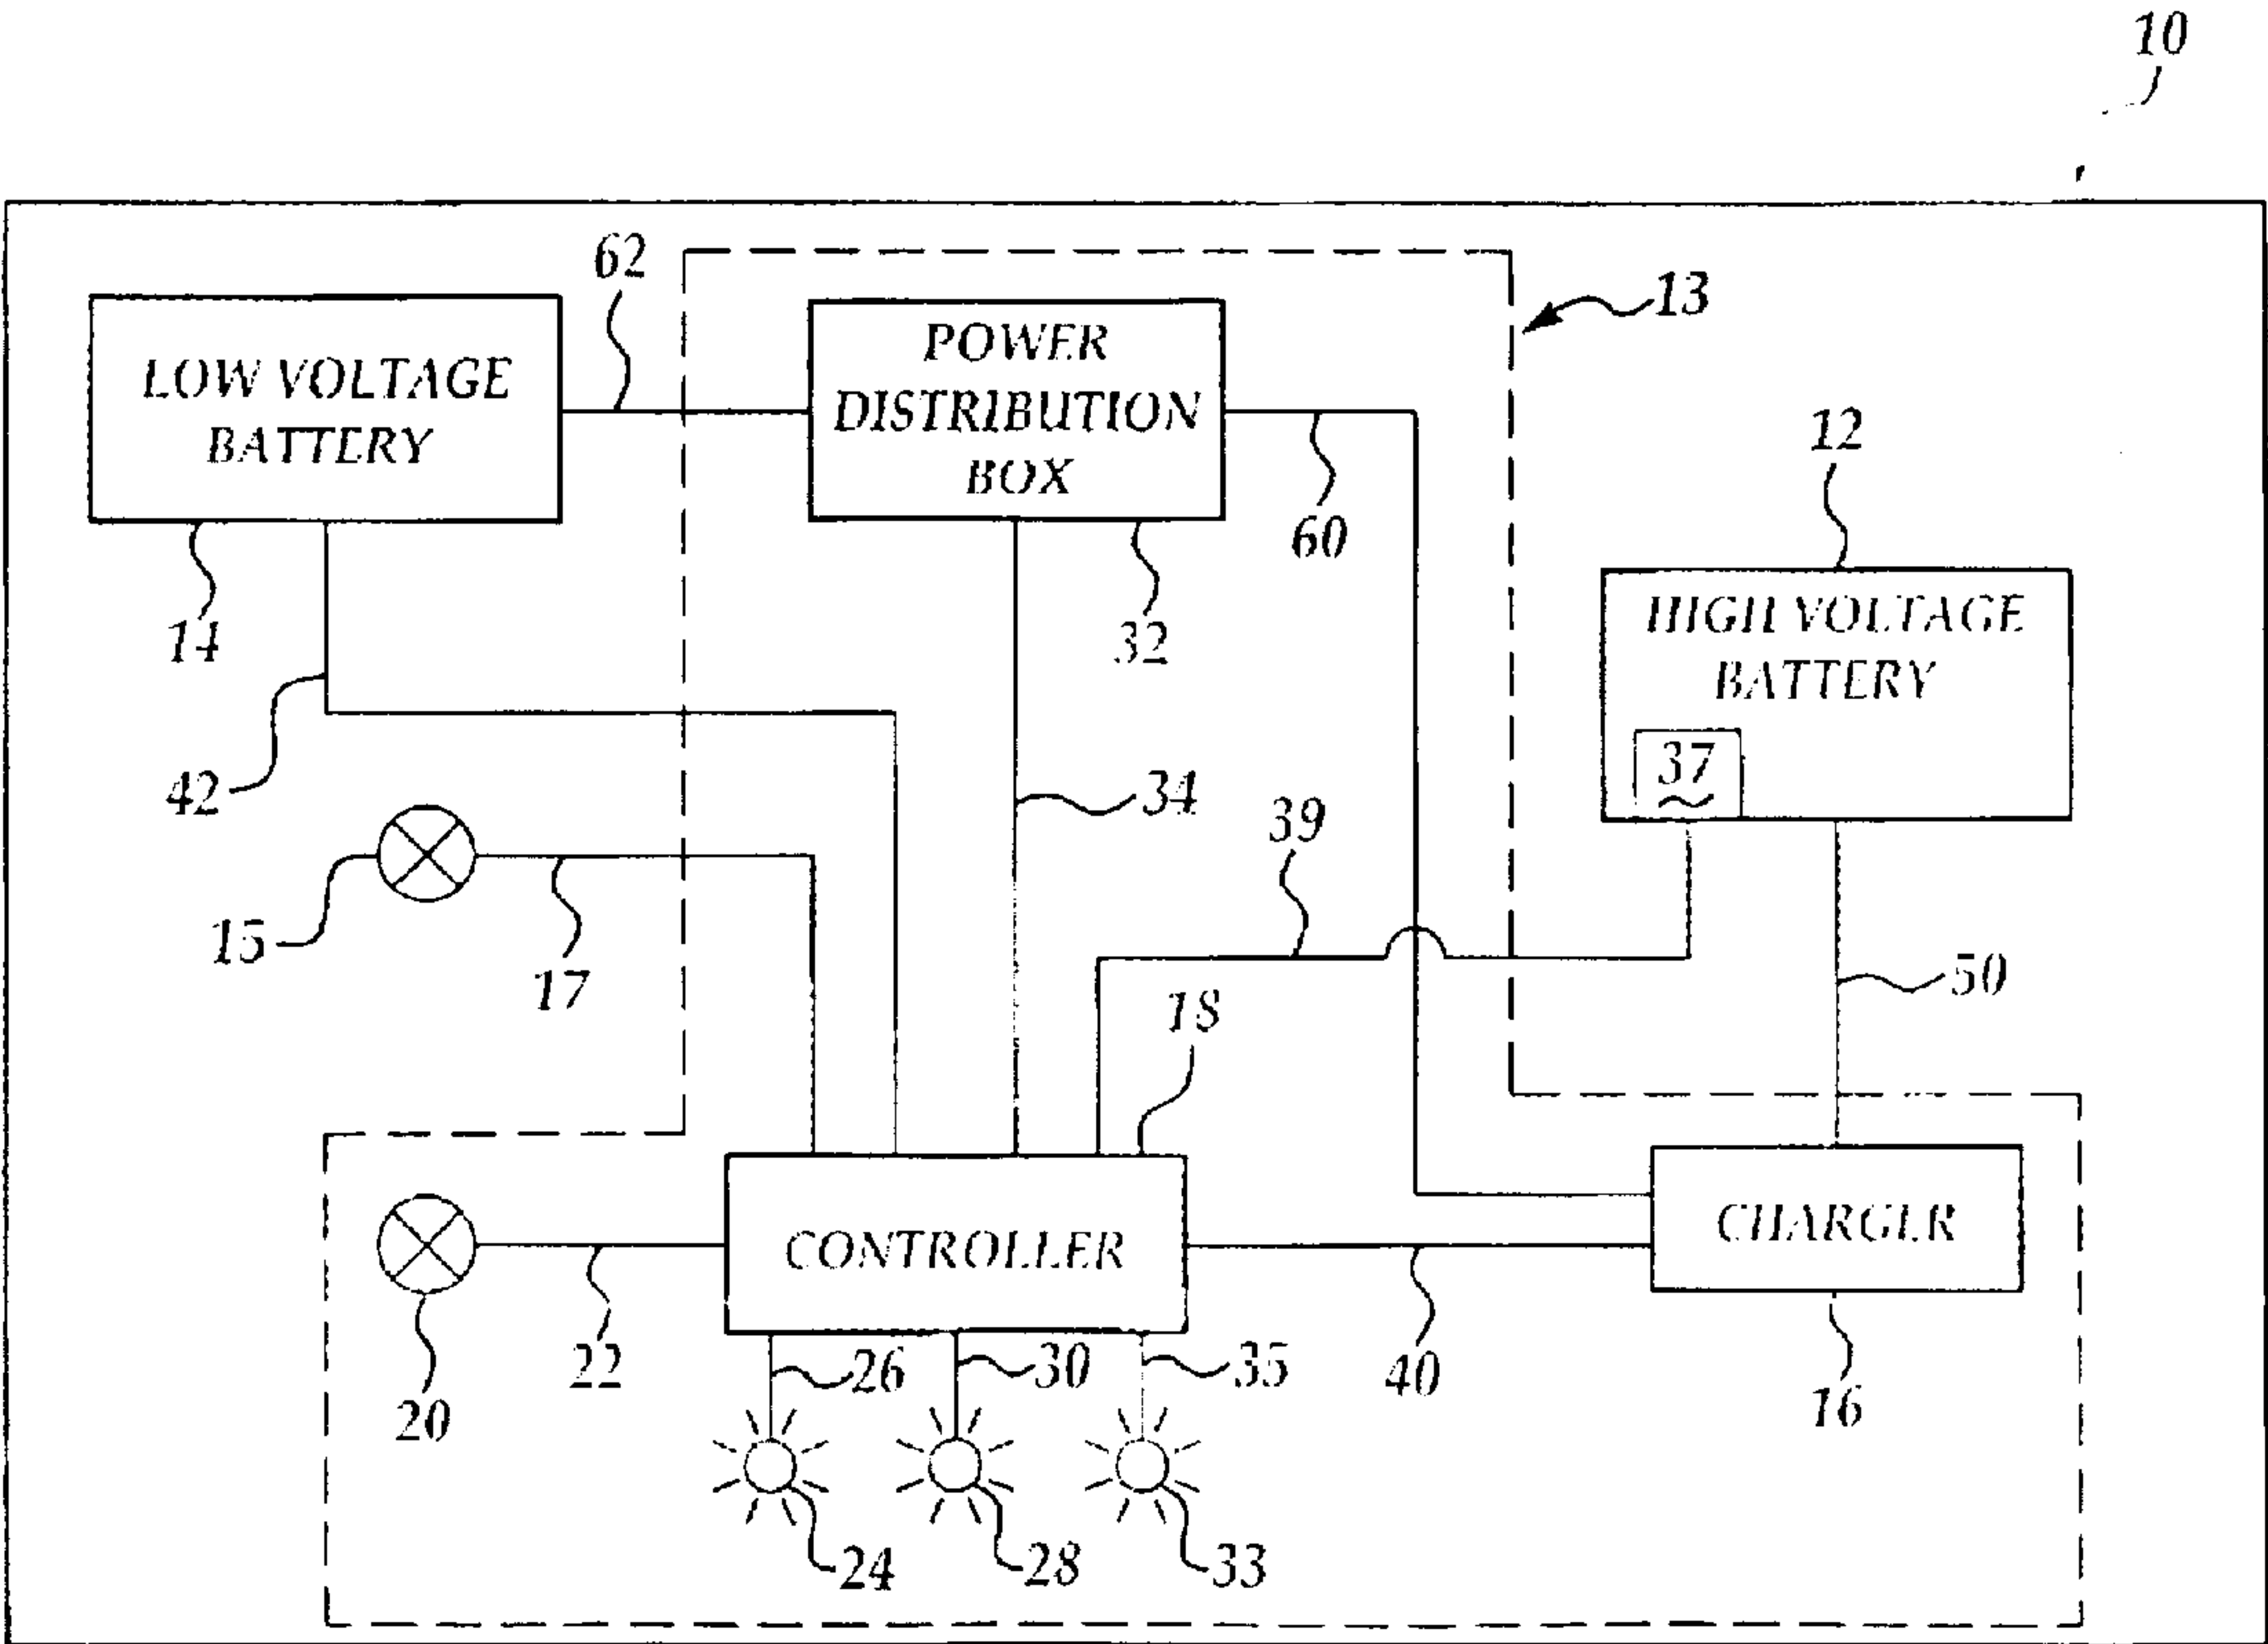 10
62
13
LOW VOLTAGE
BATTERY
POWER
DISTRIBUTION
BOX
12
60
14
32
HIGH VOLTAGE
BATTERY
37
42
34
39
15
17
18
50
CONTROLLER
CHARGER
22
26
30
35
40
20
16
24
28
33